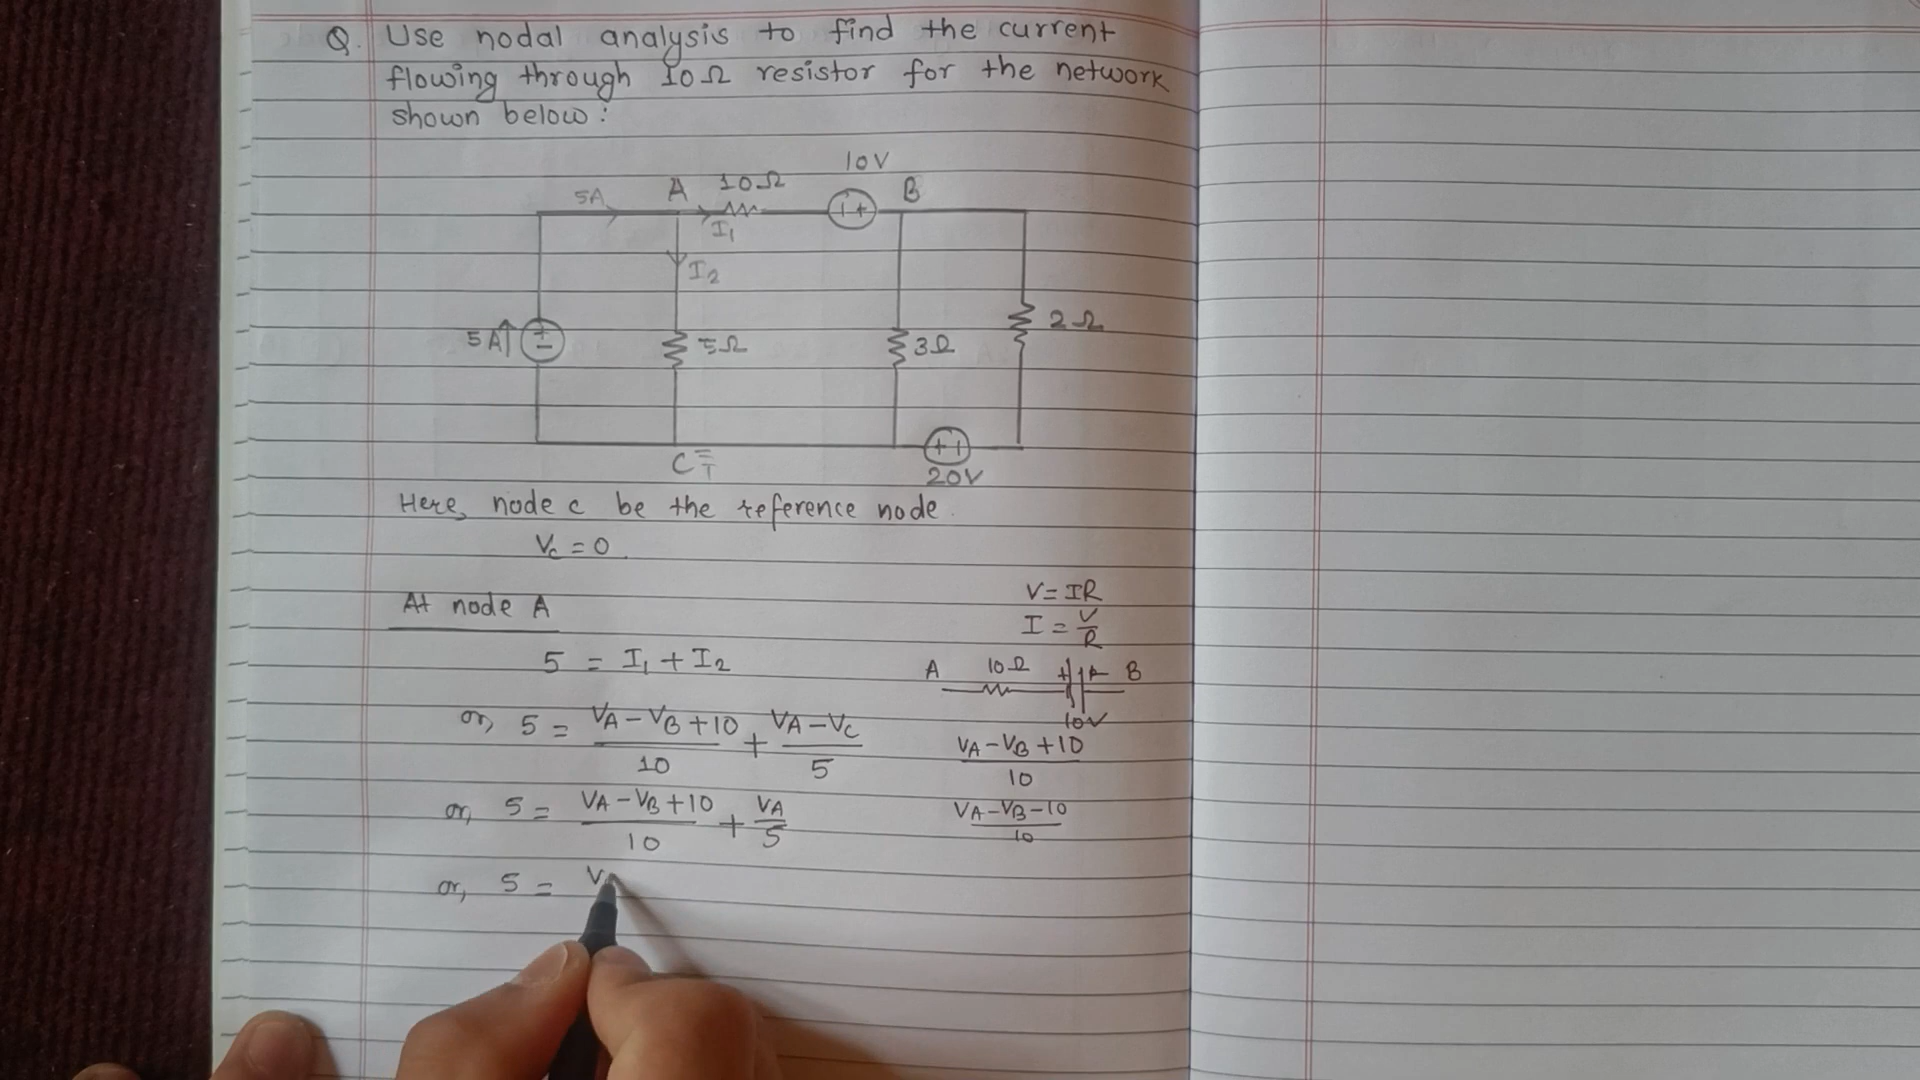 Q. Use nodal analysis to find the current
flowing through 10Ω resistor for the network
shown below:
10V
5A A 10Ω B
I₁
I₂
5A↑ 5Ω 3Ω 2Ω
C
20V
Here, node c be the reference node.
Vc = 0.
At node A
5 = I₁ + I₂
or, 5 = (VA - VB + 10)/10 + (VA - VC)/5
or, 5 = (VA - VB + 10)/10 + VA/5
or, 5 = V
V = IR
I = V/R
A 10Ω B
10V
(VA - VB + 10)/10
(VA - VB - 10)/10